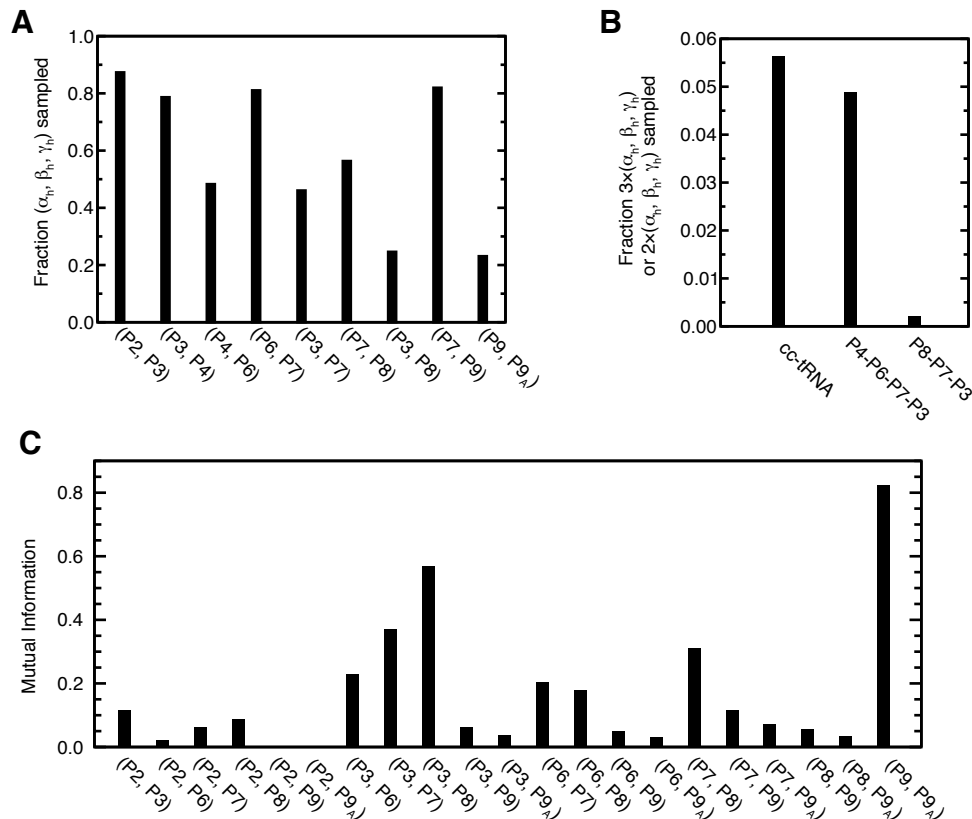 A
Fraction (αh, βh, γh) sampled
1.0
0.8
0.6
0.4
0.2
0.0
(P2, P3)
(P3, P4)
(P4, P6)
(P6, P7)
(P3, P7)
(P7, P8)
(P3, P8)
(P7, P9)
(P9, P9A)
B
Fraction 3×(αh, βh, γh)
or 2×(αh, βh, γh) sampled
0.06
0.05
0.04
0.03
0.02
0.01
0.00
cc-tRNA
P4-P6-P7-P3
P8-P7-P3
C
Mutual Information
0.8
0.6
0.4
0.2
0.0
(P2, P3)
(P2, P6)
(P2, P7)
(P2, P8)
(P2, P9)
(P2, P9A)
(P3, P6)
(P3, P7)
(P3, P8)
(P3, P9)
(P3, P9A)
(P6, P7)
(P6, P8)
(P6, P9)
(P6, P9A)
(P7, P8)
(P7, P9)
(P7, P9A)
(P8, P9)
(P8, P9A)
(P9, P9A)